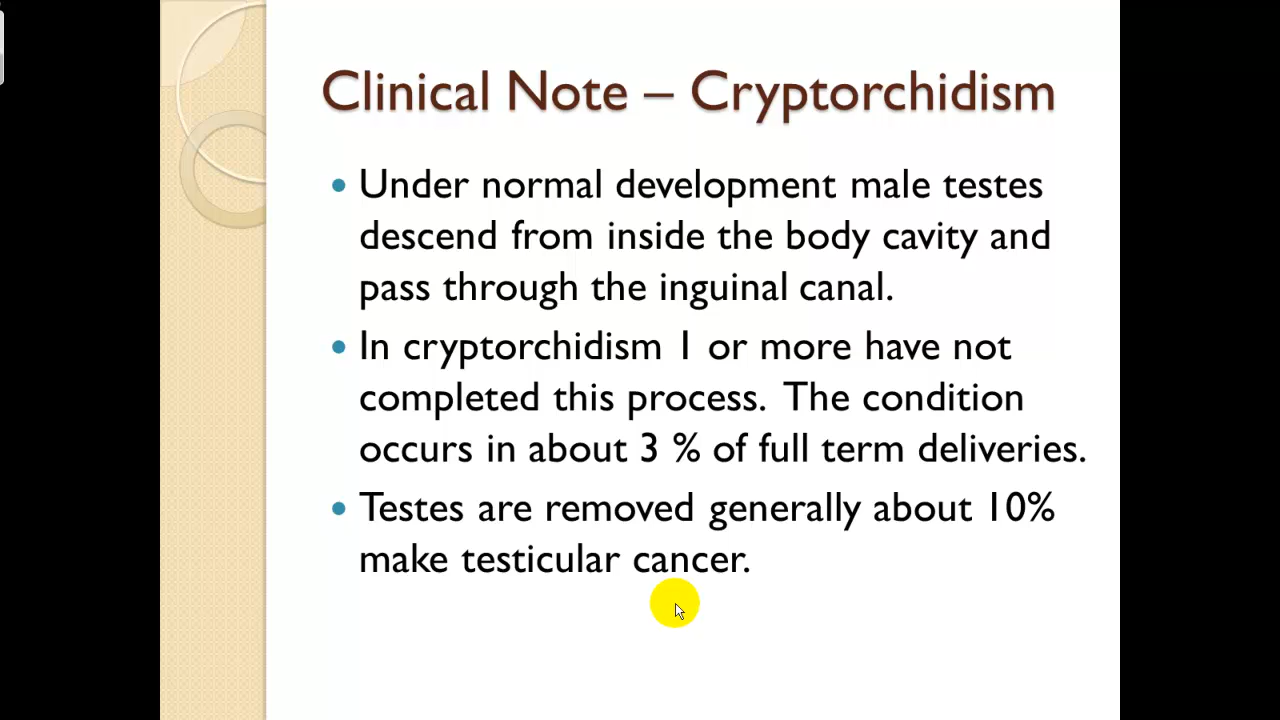 Clinical Note – Cryptorchidism
• Under normal development male testes
descend from inside the body cavity and
pass through the inguinal canal.
• In cryptorchidism 1 or more have not
completed this process.  The condition
occurs in about 3 % of full term deliveries.
• Testes are removed generally about 10%
make testicular cancer.